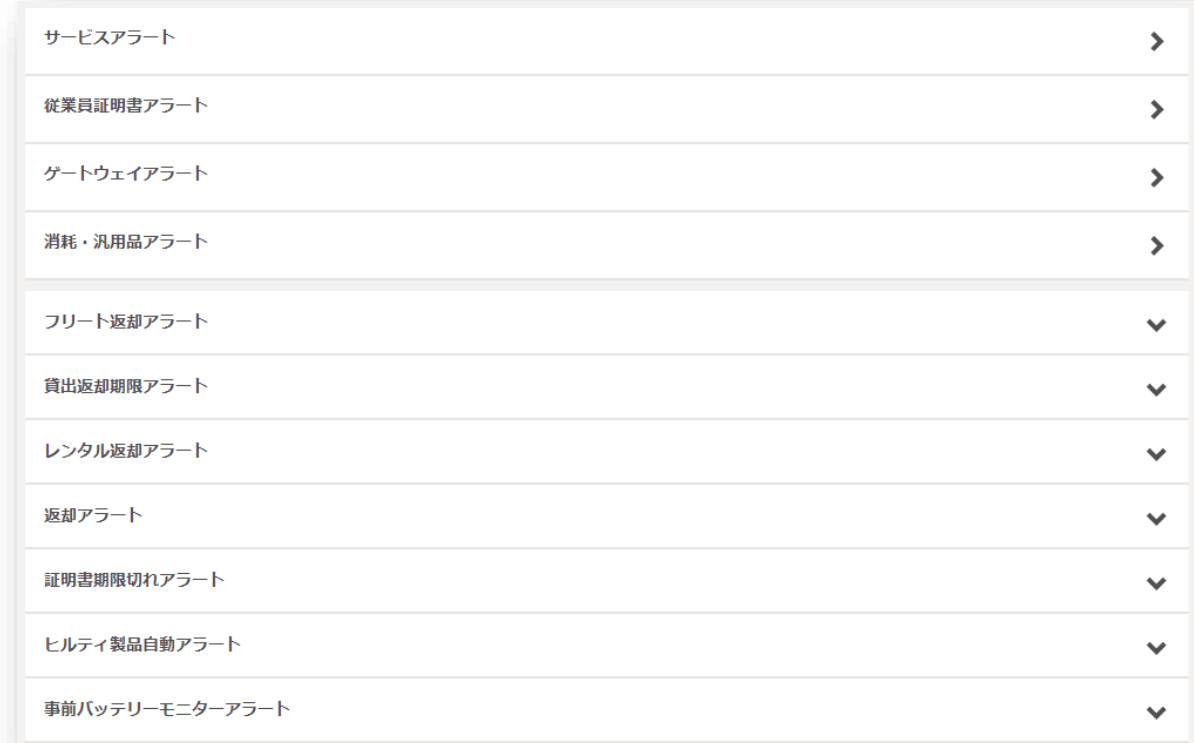 サービスアラート
従業員証明書アラート
ゲートウェイアラート
消耗・汎用品アラート
フリート返却アラート
貸出返却期限アラート
レンタル返却アラート
返却アラート
証明書期限切れアラート
ヒルティ製品自動アラート
事前バッテリーモニターアラート